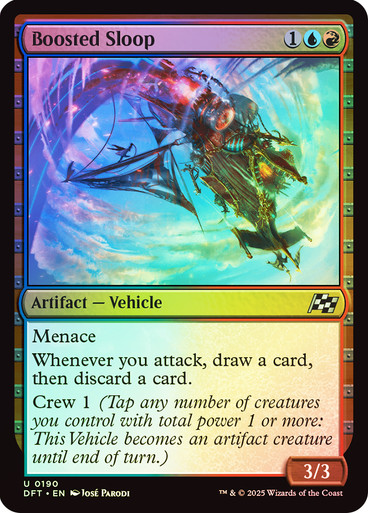 Boosted Sloop 1
Artifact — Vehicle
Menace
Whenever you attack, draw a card,
then discard a card.
Crew 1 (Tap any number of creatures
you control with total power 1 or more:
This Vehicle becomes an artifact creature
until end of turn.)
3/3
U 0190
DFT • EN José Parodi ™ & © 2025 Wizards of the Coast